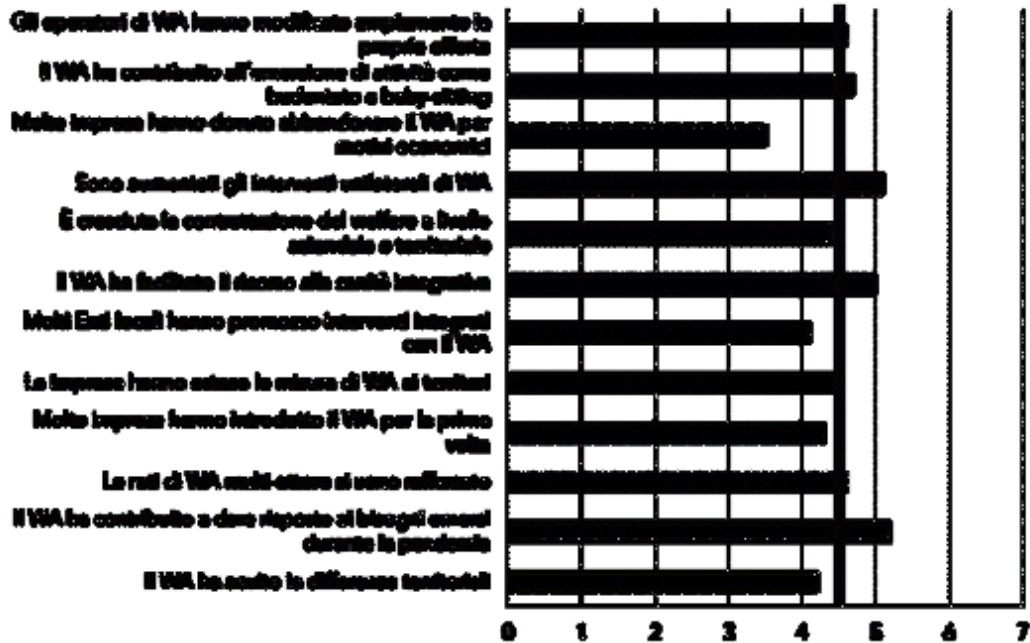 Gli operatori di WA hanno modificato ampiamente la
propria offerta
Il WA ha contribuito all'emersione di attività come
badantato e baby-sitting
Molte imprese hanno dovuto abbandonare il WA per
motivi economici
Sono aumentati gli interventi unilaterali di WA
È cresciuta la contrattazione del welfare a livello
aziendale o territoriale
Il WA ha facilitato il ricorso alla sanità integrativa
Molti Enti locali hanno promosso interventi integrati
con il WA
Le imprese hanno esteso le misure di WA ai territori
Molte imprese hanno introdotto il WA per la prima
volta
Le reti di WA multi-attore si sono rafforzate
Il WA ha contribuito a dare risposte ai bisogni emersi
durante la pandemia
Il WA ha acuito le differenze territoriali
0 1 2 3 4 5 6 7